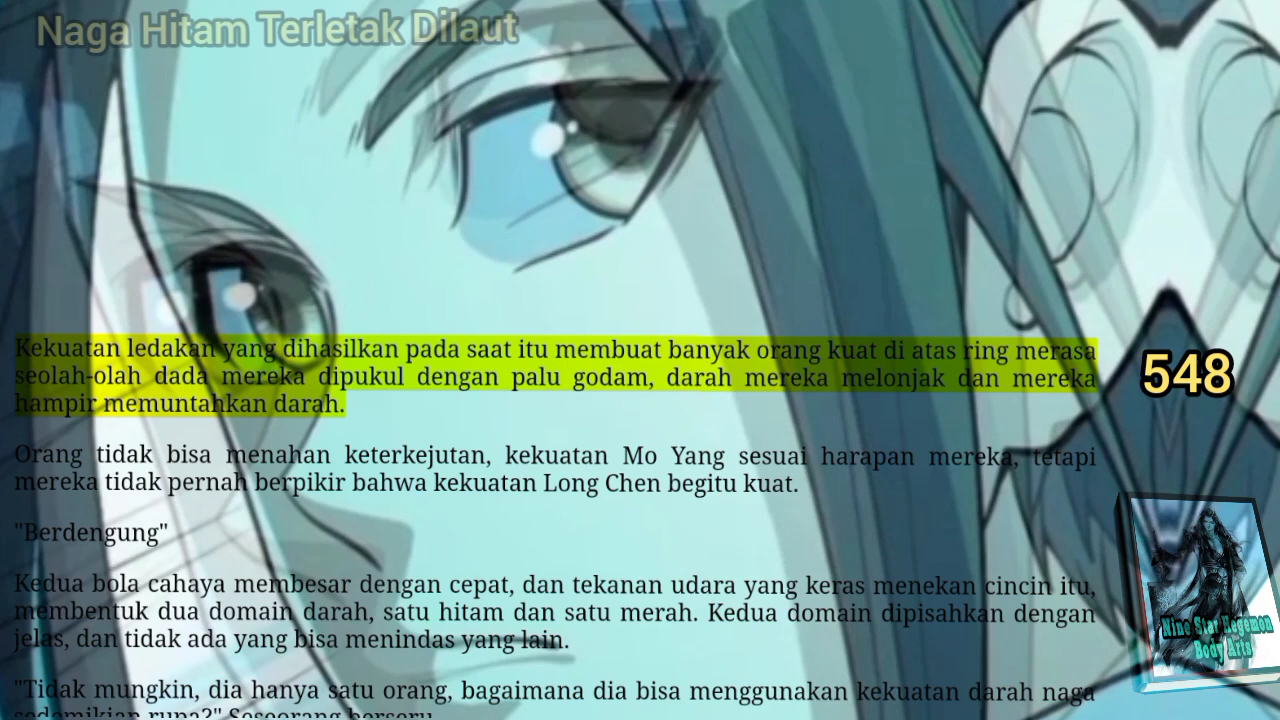 Naga Hitam Terletak Dilaut
Kekuatan ledakan yang dihasilkan pada saat itu membuat banyak orang kuat di atas ring merasa
seolah-olah dada mereka dipukul dengan palu godam, darah mereka melonjak dan mereka
hampir memuntahkan darah.
548
Orang tidak bisa menahan keterkejutan, kekuatan Mo Yang sesuai harapan mereka, tetapi
mereka tidak pernah berpikir bahwa kekuatan Long Chen begitu kuat.
"Berdengung"
Kedua bola cahaya membesar dengan cepat, dan tekanan udara yang keras menekan cincin itu,
membentuk dua domain darah, satu hitam dan satu merah. Kedua domain dipisahkan dengan
jelas, dan tidak ada yang bisa menindas yang lain.
Nine Star Hegemon
Body Arts
"Tidak mungkin, dia hanya satu orang, bagaimana dia bisa menggunakan kekuatan darah naga
sedemikian rupa?" Seseorang berseru.